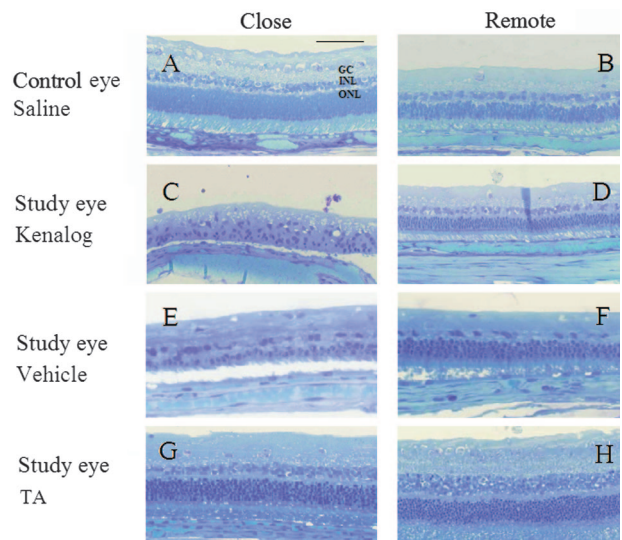 Close Remote
Control eye
Saline
A
GC
INL
ONL
B
Study eye
Kenalog
C
D
Study eye
Vehicle
E
F
Study eye
TA
G
H